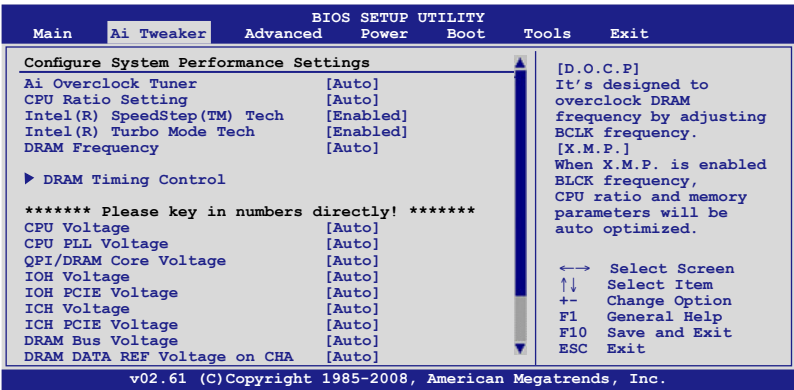 BIOS SETUP UTILITY
Main Ai Tweaker Advanced Power Boot Tools Exit
Configure System Performance Settings
Ai Overclock Tuner [Auto]
CPU Ratio Setting [Auto]
Intel(R) SpeedStep(TM) Tech [Enabled]
Intel(R) Turbo Mode Tech [Enabled]
DRAM Frequency [Auto]
DRAM Timing Control
******* Please key in numbers directly! *******
CPU Voltage [Auto]
CPU PLL Voltage [Auto]
QPI/DRAM Core Voltage [Auto]
IOH Voltage [Auto]
IOH PCIE Voltage [Auto]
ICH Voltage [Auto]
ICH PCIE Voltage [Auto]
DRAM Bus Voltage [Auto]
DRAM DATA REF Voltage on CHA [Auto]
[D.O.C.P]
It's designed to
overclock DRAM
frequency by adjusting
BCLK frequency.
[X.M.P.]
When X.M.P. is enabled
BLCK frequency,
CPU ratio and memory
parameters will be
auto optimized.
←→ Select Screen
↑↓ Select Item
+- Change Option
F1 General Help
F10 Save and Exit
ESC Exit
v02.61 (C)Copyright 1985-2008, American Megatrends, Inc.